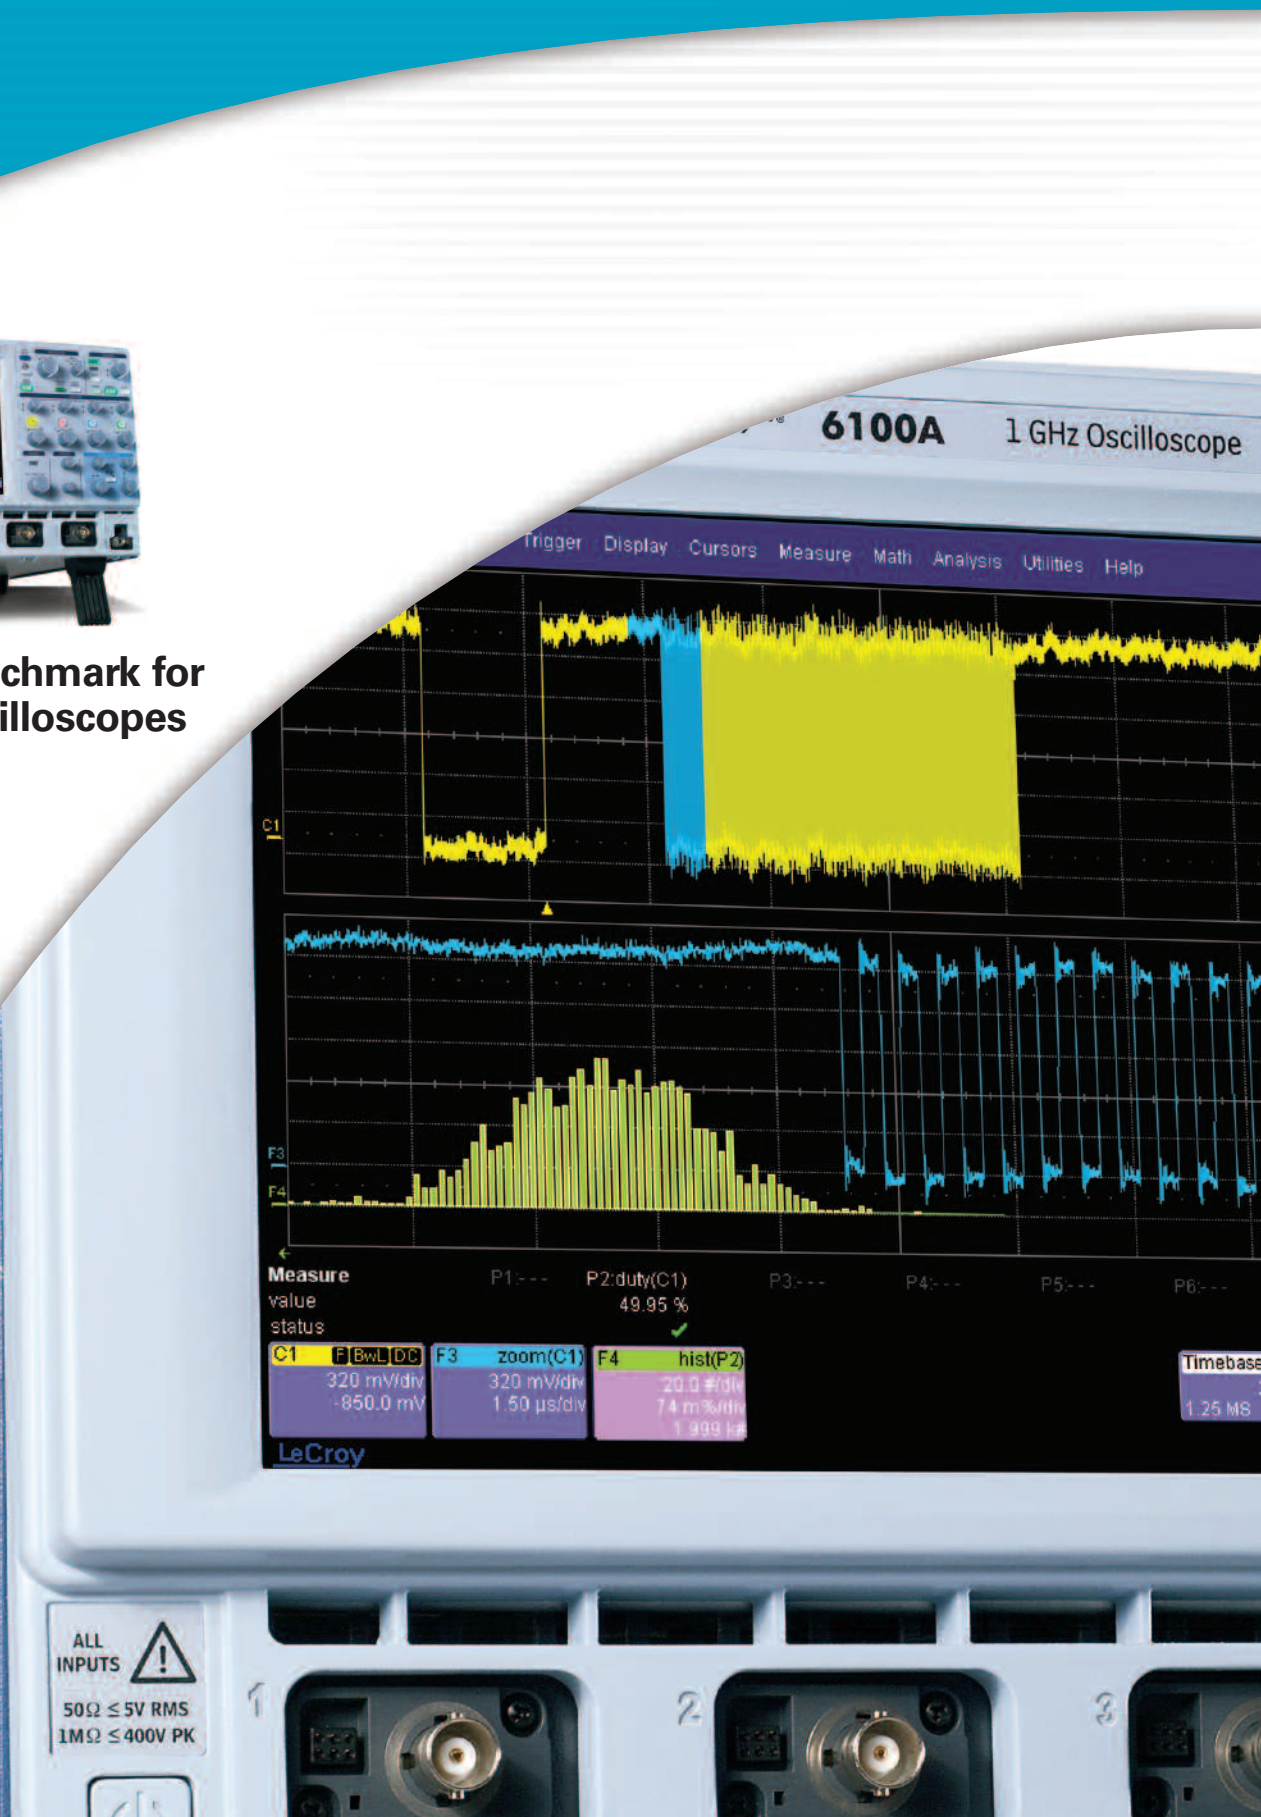 6100A 1 GHz Oscilloscope
Trigger Display Cursors Measure Math Analysis Utilities Help
chmark for
illoscopes
C1
F3
F4
Measure P1:--- P2:duty(C1) P3:--- P4:--- P5:--- P6:---
value 49.95 %
status
C1 F BwL DC F3 zoom(C1) F4 hist(P2) Timebase
320 mV/div 320 mV/div 20.0 #/div
-850.0 mV 1.50 µs/div 74 m%/div 1.25 MS
1.999 k#
LeCroy
ALL
INPUTS
50Ω ≤ 5V RMS
1MΩ ≤ 400V PK
1 2 3